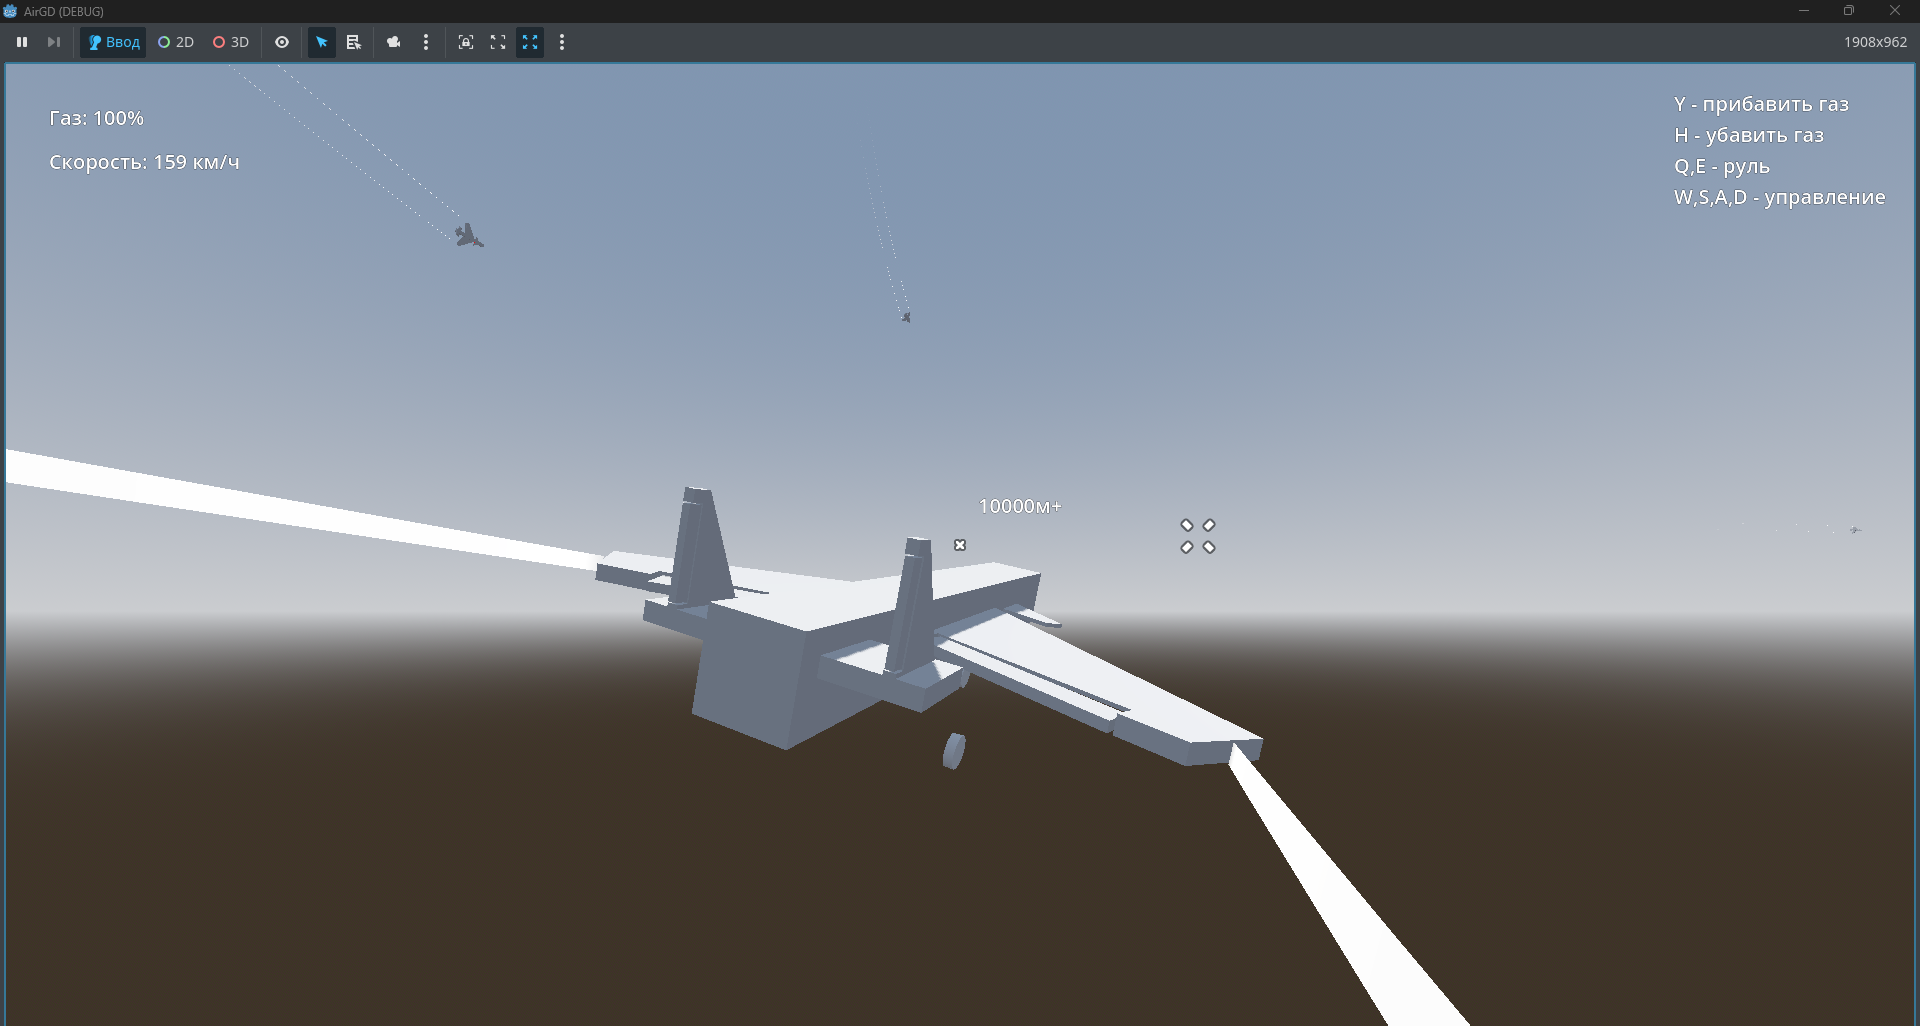 AirGD (DEBUG)
Ввод
2D
3D
1908x962
Газ: 100%
Скорость: 159 км/ч
Y - прибавить газ
H - убавить газ
Q,E - руль
W,S,A,D - управление
10000м+